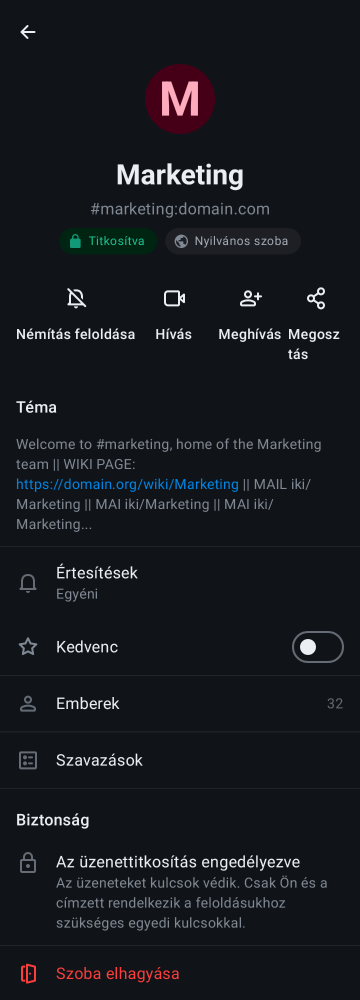 M
Marketing
#marketing:domain.com
Titkosítva
Nyilvános szoba
Némítás feloldása
Hívás
Meghívás
Megosz
tás
Téma
Welcome to #marketing, home of the Marketing
team || WIKI PAGE:
https://domain.org/wiki/Marketing || MAIL iki/
Marketing || MAI iki/Marketing || MAI iki/
Marketing...
Értesítések
Egyéni
Kedvenc
Emberek
32
Szavazások
Biztonság
Az üzenettitkosítás engedélyezve
Az üzeneteket kulcsok védik. Csak Ön és a
címzett rendelkezik a feloldásukhoz
szükséges egyedi kulcsokkal.
Szoba elhagyása